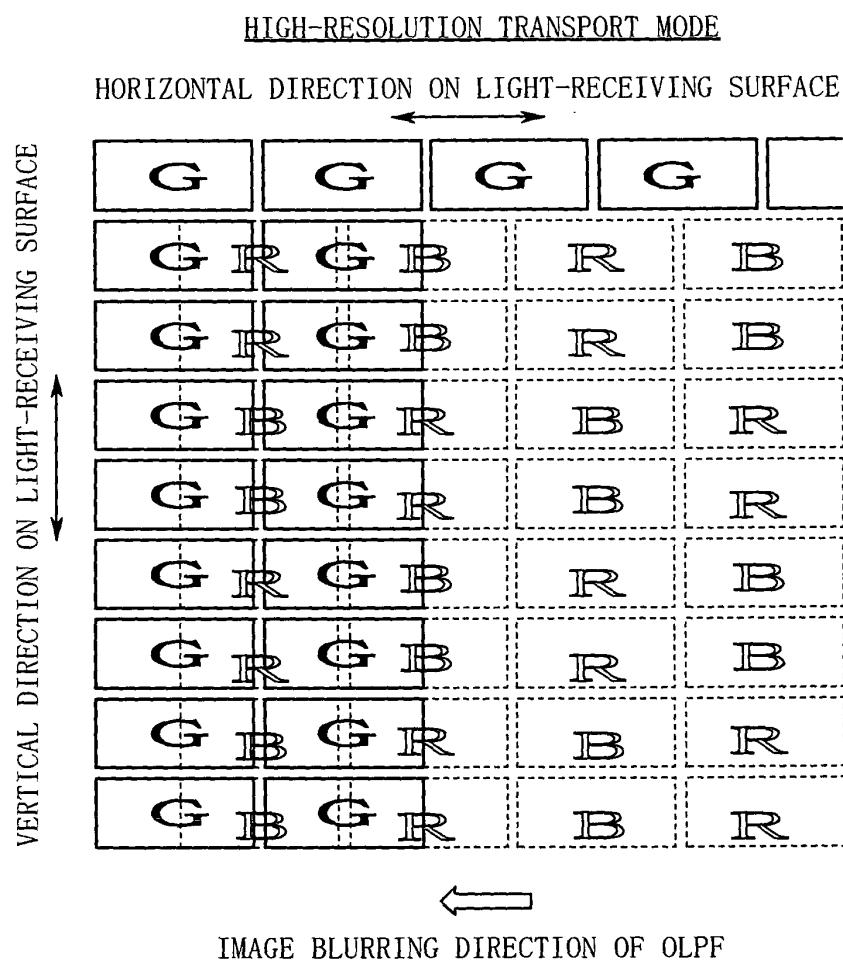 HIGH-RESOLUTION TRANSPORT MODE
HORIZONTAL DIRECTION ON LIGHT-RECEIVING SURFACE
VERTICAL DIRECTION ON LIGHT-RECEIVING SURFACE
G G G G
G R G B R B
G R G B R B
G B G R B R
G B G R B R
G R G B R B
G R G B R B
G B G R B R
G B G R B R
IMAGE BLURRING DIRECTION OF OLPF